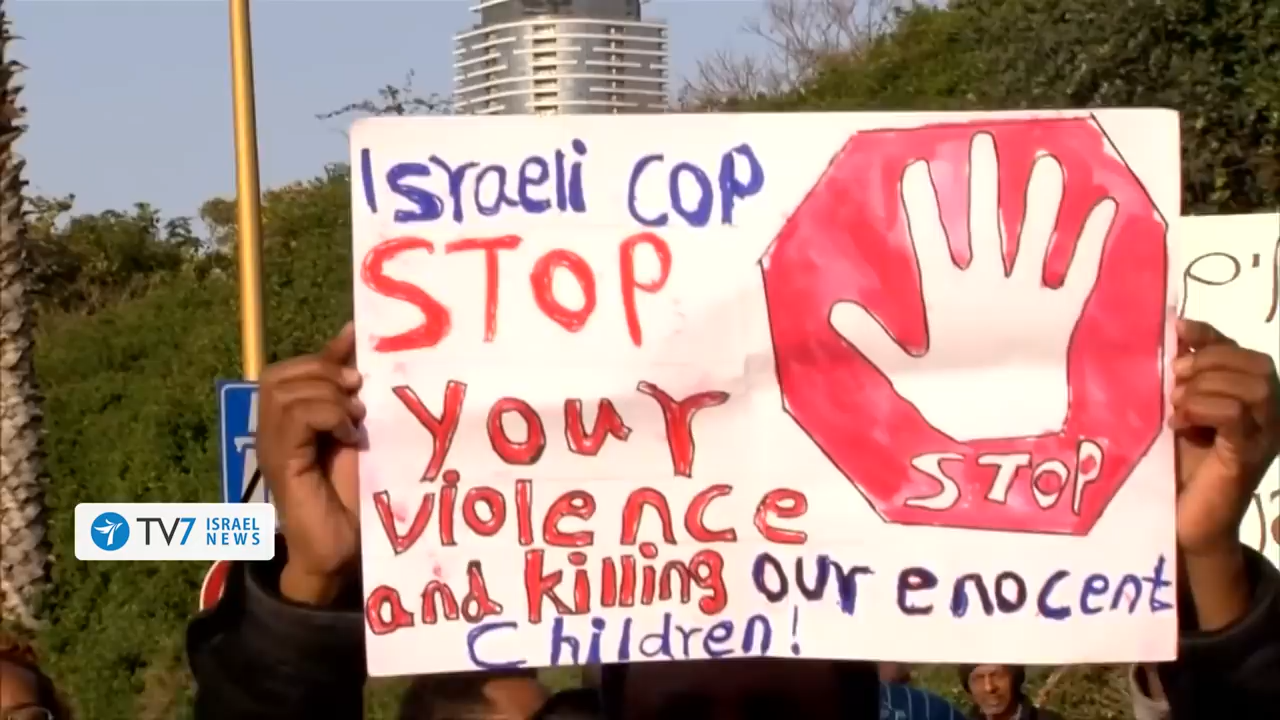 Israeli COP
STOP
your
violence
and killing our enocent
Children!
STOP
TV7 ISRAEL
NEWS